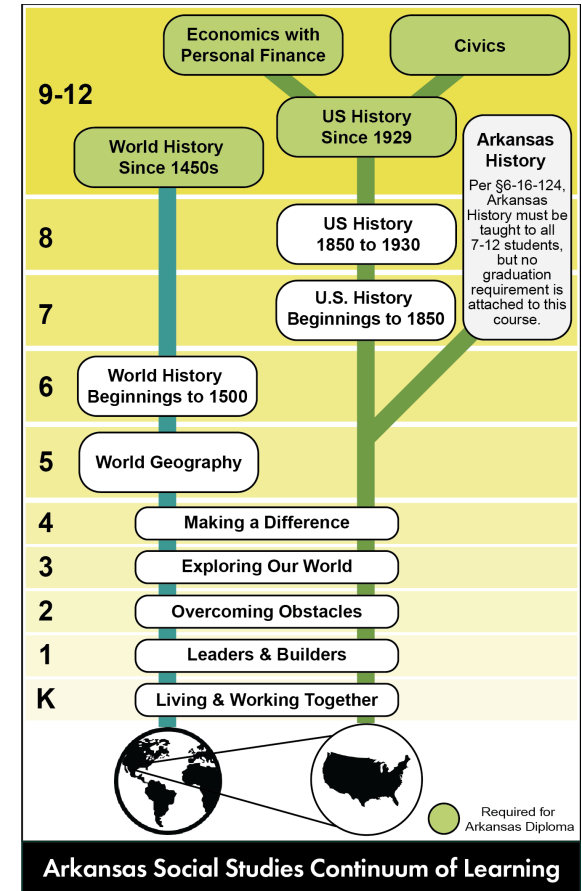 Economics with
Personal Finance
Civics
9-12
US History
Since 1929
World History
Since 1450s
Arkansas
History
Per §6-16-124,
Arkansas
History must be
taught to all
7-12 students,
but no
graduation
requirement is
attached to this
course.
8
US History
1850 to 1930
7
U.S. History
Beginnings to 1850
6
World History
Beginnings to 1500
5
World Geography
4
Making a Difference
3
Exploring Our World
2
Overcoming Obstacles
1
Leaders & Builders
K
Living & Working Together
Required for
Arkansas Diploma
Arkansas Social Studies Continuum of Learning